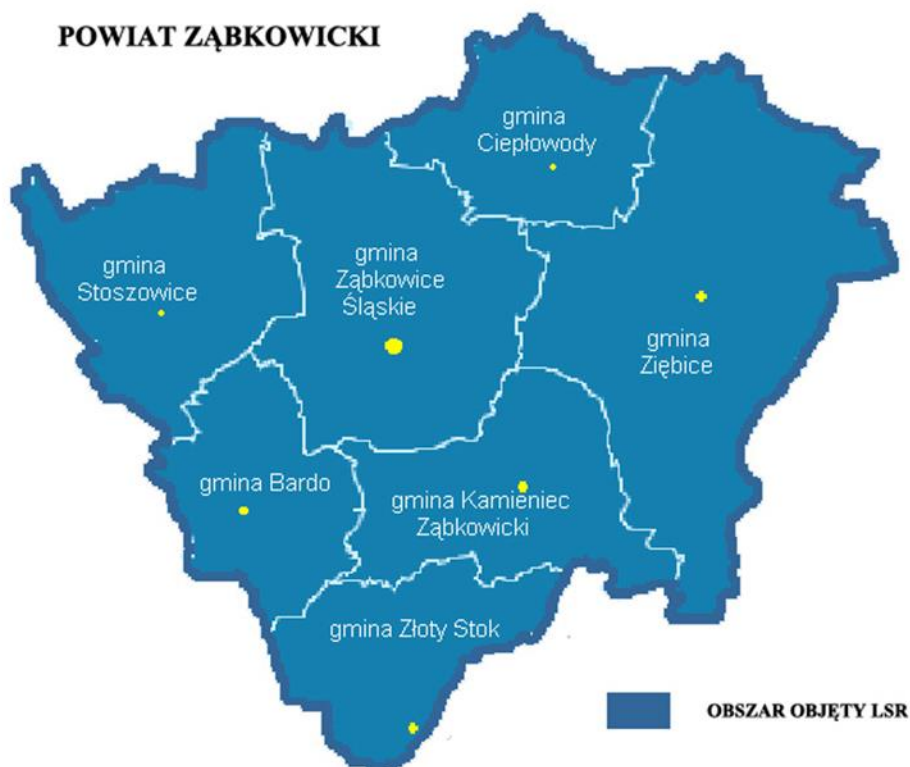 POWIAT ZĄBKOWICKI
gmina
Ciepłowody
gmina
Ząbkowice
Śląskie
gmina
Stoszowice
gmina
Ziębice
gmina Bardo
gmina Kamieniec
Ząbkowicki
gmina Złoty Stok
OBSZAR OBJĘTY LSR